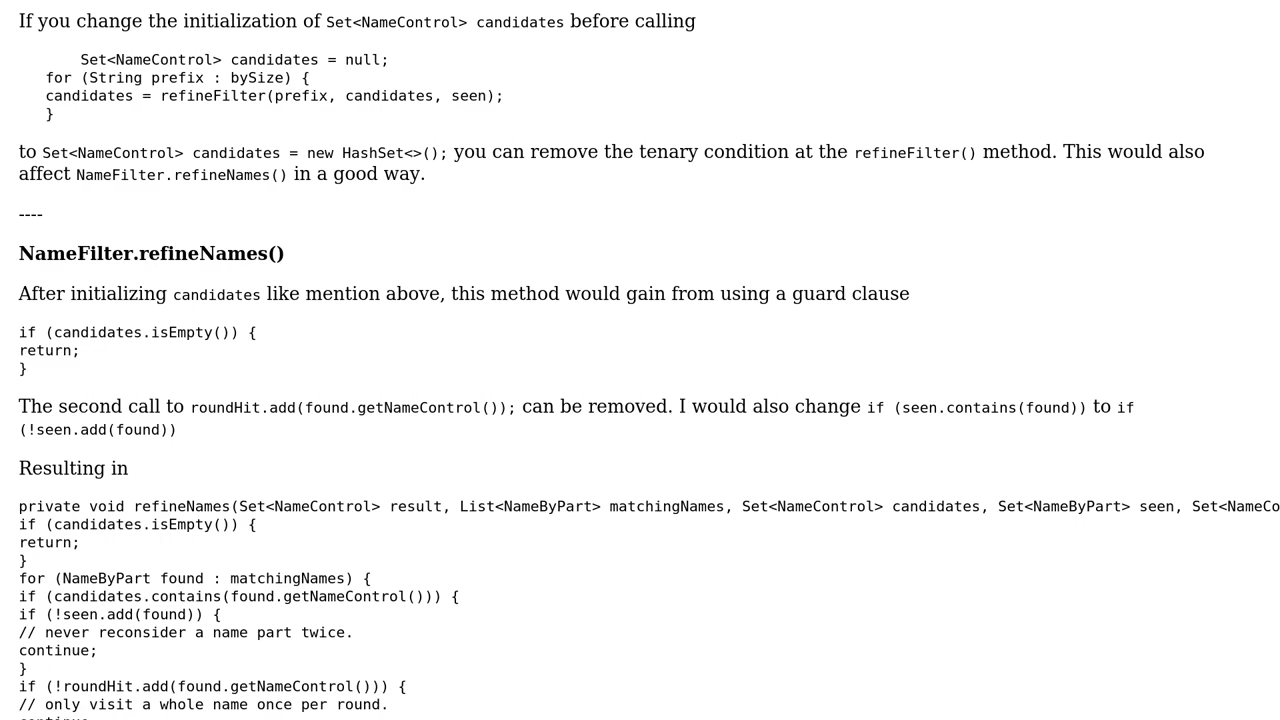 If you change the initialization of Set<NameControl> candidates before calling
Set<NameControl> candidates = null;
for (String prefix : bySize) {
candidates = refineFilter(prefix, candidates, seen);
}
to Set<NameControl> candidates = new HashSet<>(); you can remove the tenary condition at the refineFilter() method. This would also
affect NameFilter.refineNames() in a good way.
----
NameFilter.refineNames()
After initializing candidates like mention above, this method would gain from using a guard clause
if (candidates.isEmpty()) {
return;
}
The second call to roundHit.add(found.getNameControl()); can be removed. I would also change if (seen.contains(found)) to if
(!seen.add(found))
Resulting in
private void refineNames(Set<NameControl> result, List<NameByPart> matchingNames, Set<NameControl> candidates, Set<NameByPart> seen, Set<NameCo
if (candidates.isEmpty()) {
return;
}
for (NameByPart found : matchingNames) {
if (candidates.contains(found.getNameControl())) {
if (!seen.add(found)) {
// never reconsider a name part twice.
continue;
}
if (!roundHit.add(found.getNameControl())) {
// only visit a whole name once per round.